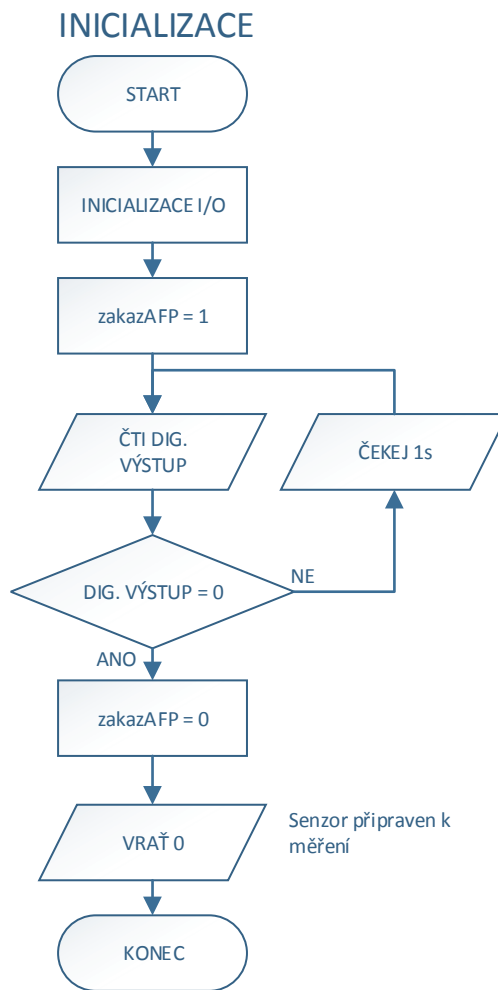 INICIALIZACE
START
INICIALIZACE I/O
zakazAFP = 1
ČTI DIG.
VÝSTUP
ČEKEJ 1s
DIG. VÝSTUP = 0
NE
ANO
zakazAFP = 0
VRAŤ 0
Senzor připraven k
měření
KONEC